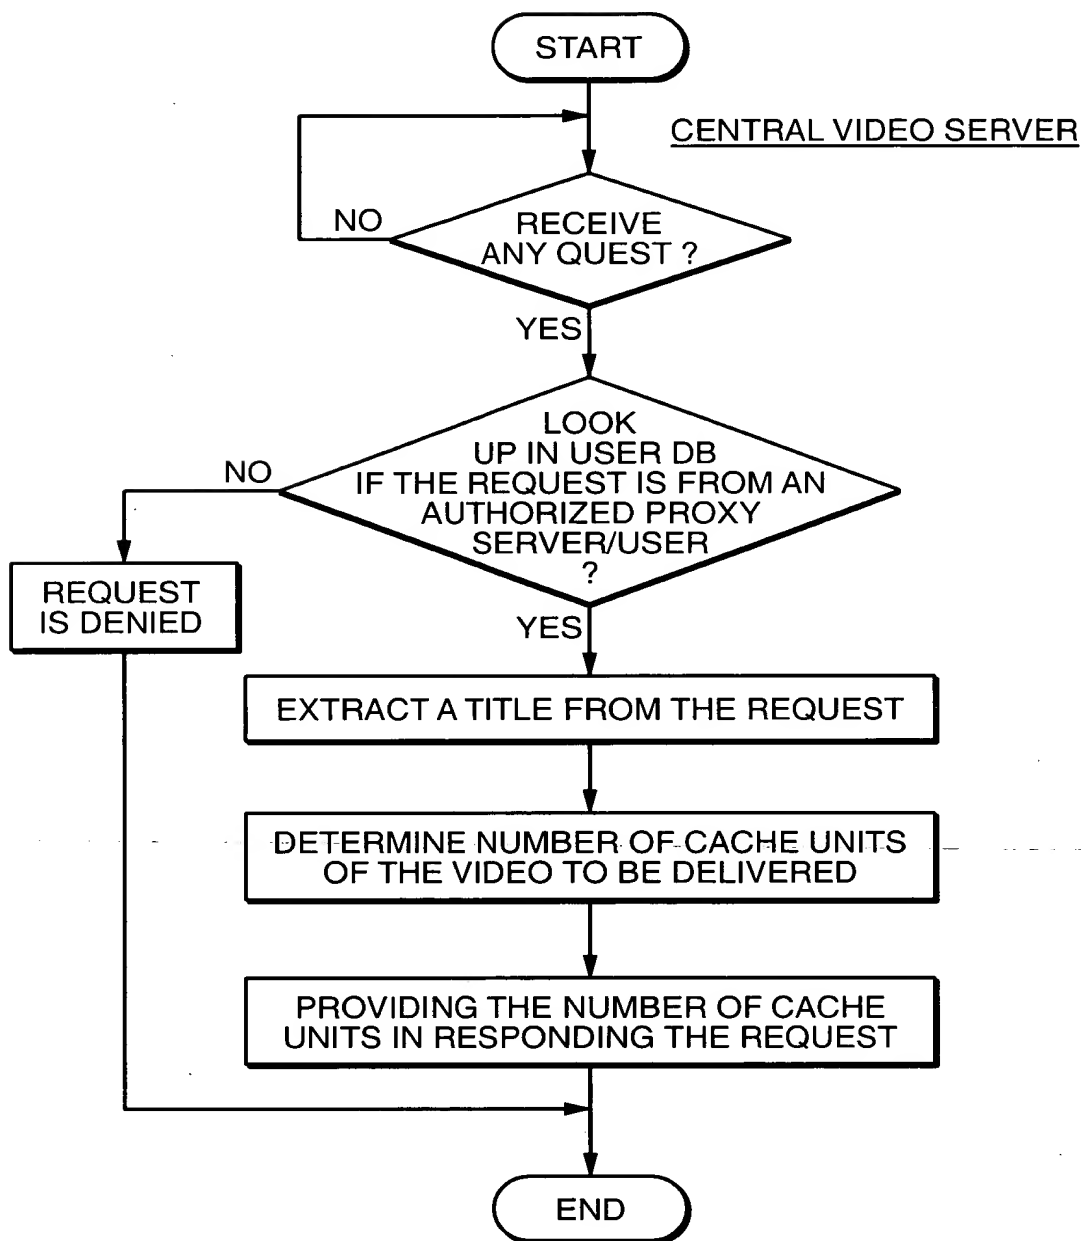 START
CENTRAL VIDEO SERVER
RECEIVE
ANY QUEST ?
NO
YES
LOOK
UP IN USER DB
IF THE REQUEST IS FROM AN
AUTHORIZED PROXY
SERVER/USER
?
NO
REQUEST
IS DENIED
YES
EXTRACT A TITLE FROM THE REQUEST
DETERMINE NUMBER OF CACHE UNITS
OF THE VIDEO TO BE DELIVERED
PROVIDING THE NUMBER OF CACHE
UNITS IN RESPONDING THE REQUEST
END